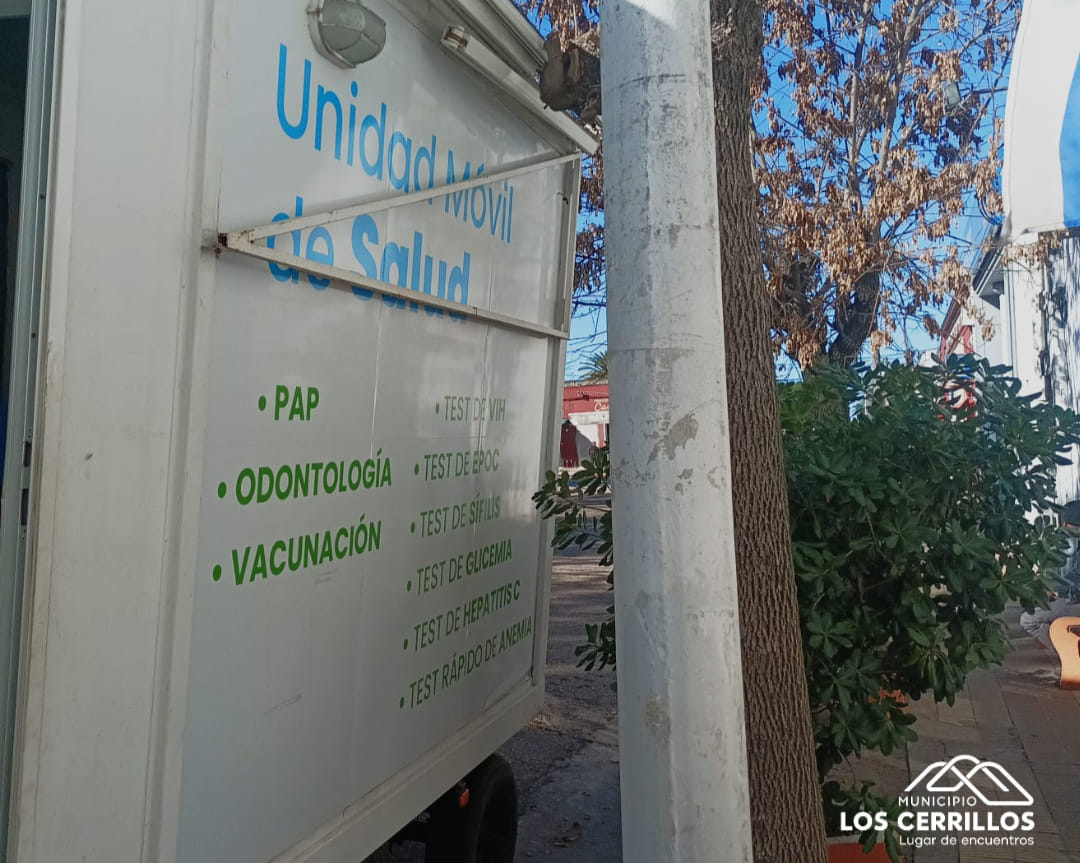 Unidad Móvil
de Salud
• PAP
• ODONTOLOGÍA
• VACUNACIÓN
• TEST DE VIH
• TEST DE EPOC
• TEST DE SÍFILIS
• TEST DE GLICEMIA
• TEST DE HEPATITIS C
• TEST RÁPIDO DE ANEMIA
MUNICIPIO
LOS CERRILLOS
Lugar de encuentros